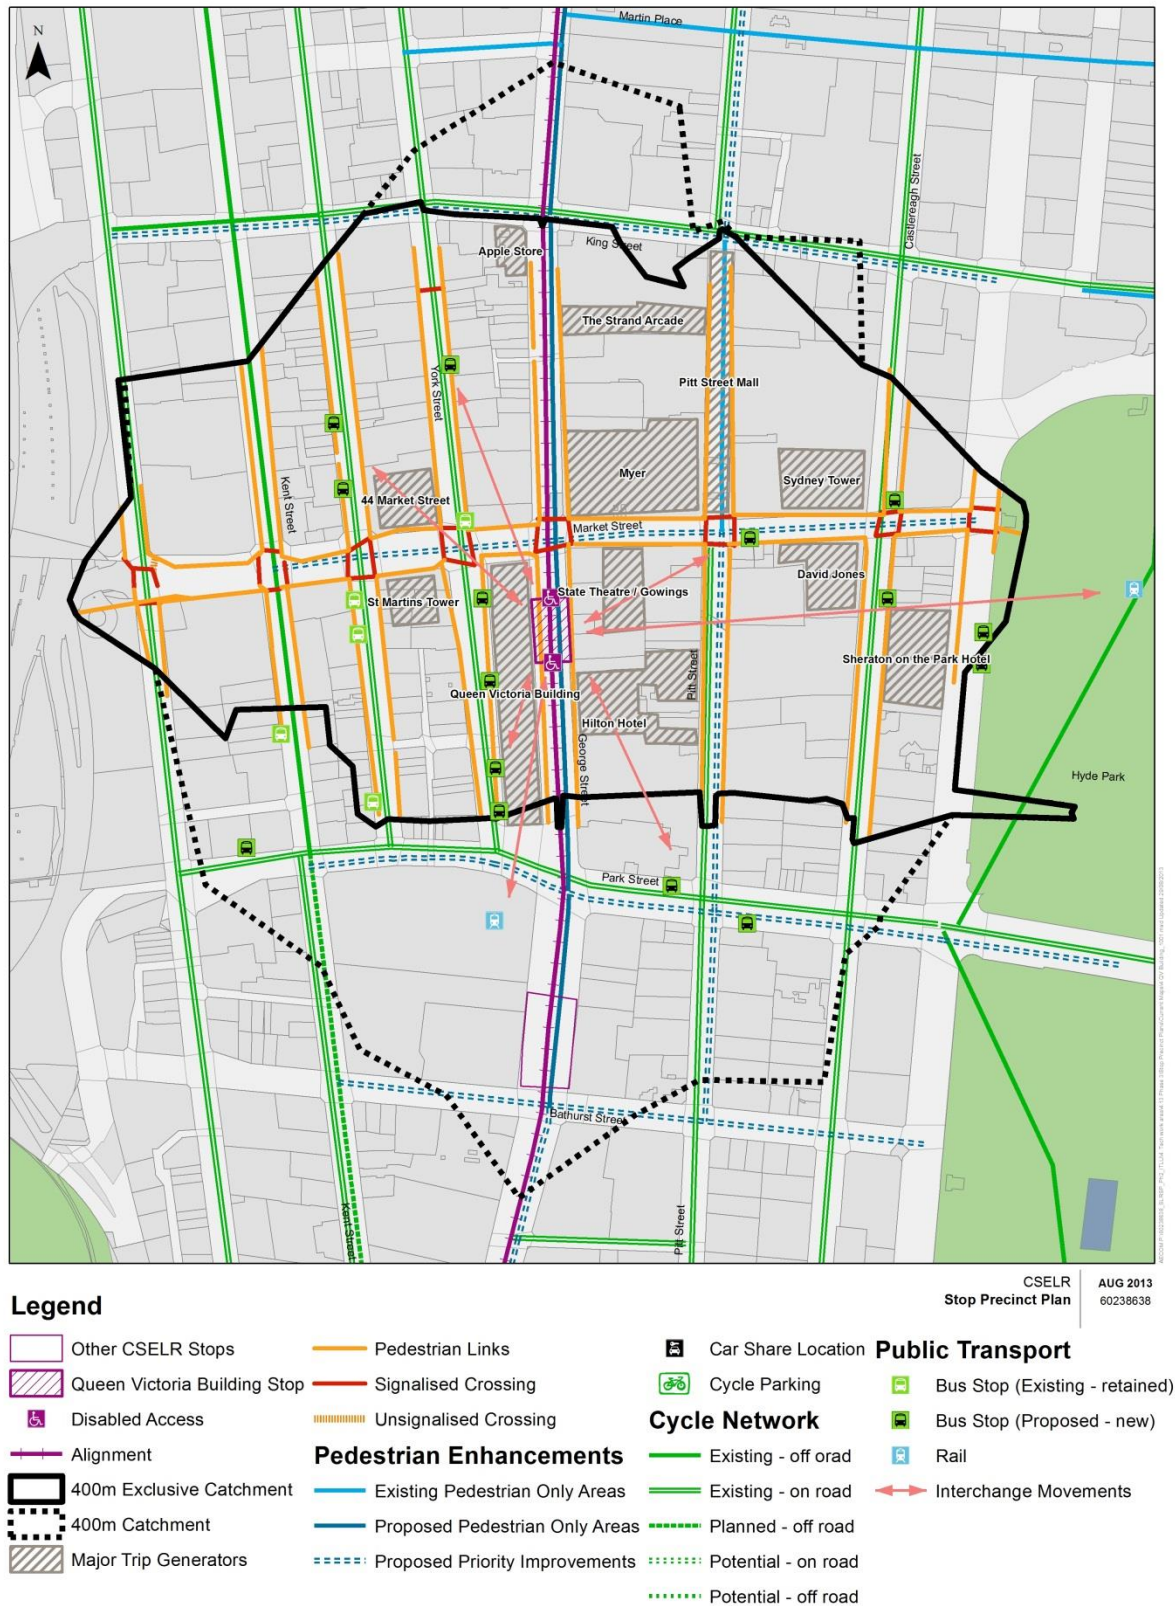 N
Martin Place
Castlereagh Street
Apple Store
King Street
The Strand Arcade
Pitt Street Mall
York Street
Myer
Sydney Tower
44 Market Street
Kent Street
Market Street
State Theatre / Gowings
David Jones
St Martins Tower
Sheraton on the Park Hotel
Queen Victoria Building
Pitt Street
Hilton Hotel
George Street
Hyde Park
Park Street
Bathurst Street
Kent Street
Pitt Street
CSELR
Stop Precinct Plan
AUG 2013
60238638
Legend
Other CSELR Stops
Queen Victoria Building Stop
Disabled Access
Alignment
400m Exclusive Catchment
400m Catchment
Major Trip Generators
Pedestrian Links
Signalised Crossing
Unsignalised Crossing
Pedestrian Enhancements
Existing Pedestrian Only Areas
Proposed Pedestrian Only Areas
Proposed Priority Improvements
Car Share Location
Cycle Parking
Cycle Network
Existing - off orad
Existing - on road
Planned - off road
Potential - on road
Potential - off road
Public Transport
Bus Stop (Existing - retained)
Bus Stop (Proposed - new)
Rail
Interchange Movements